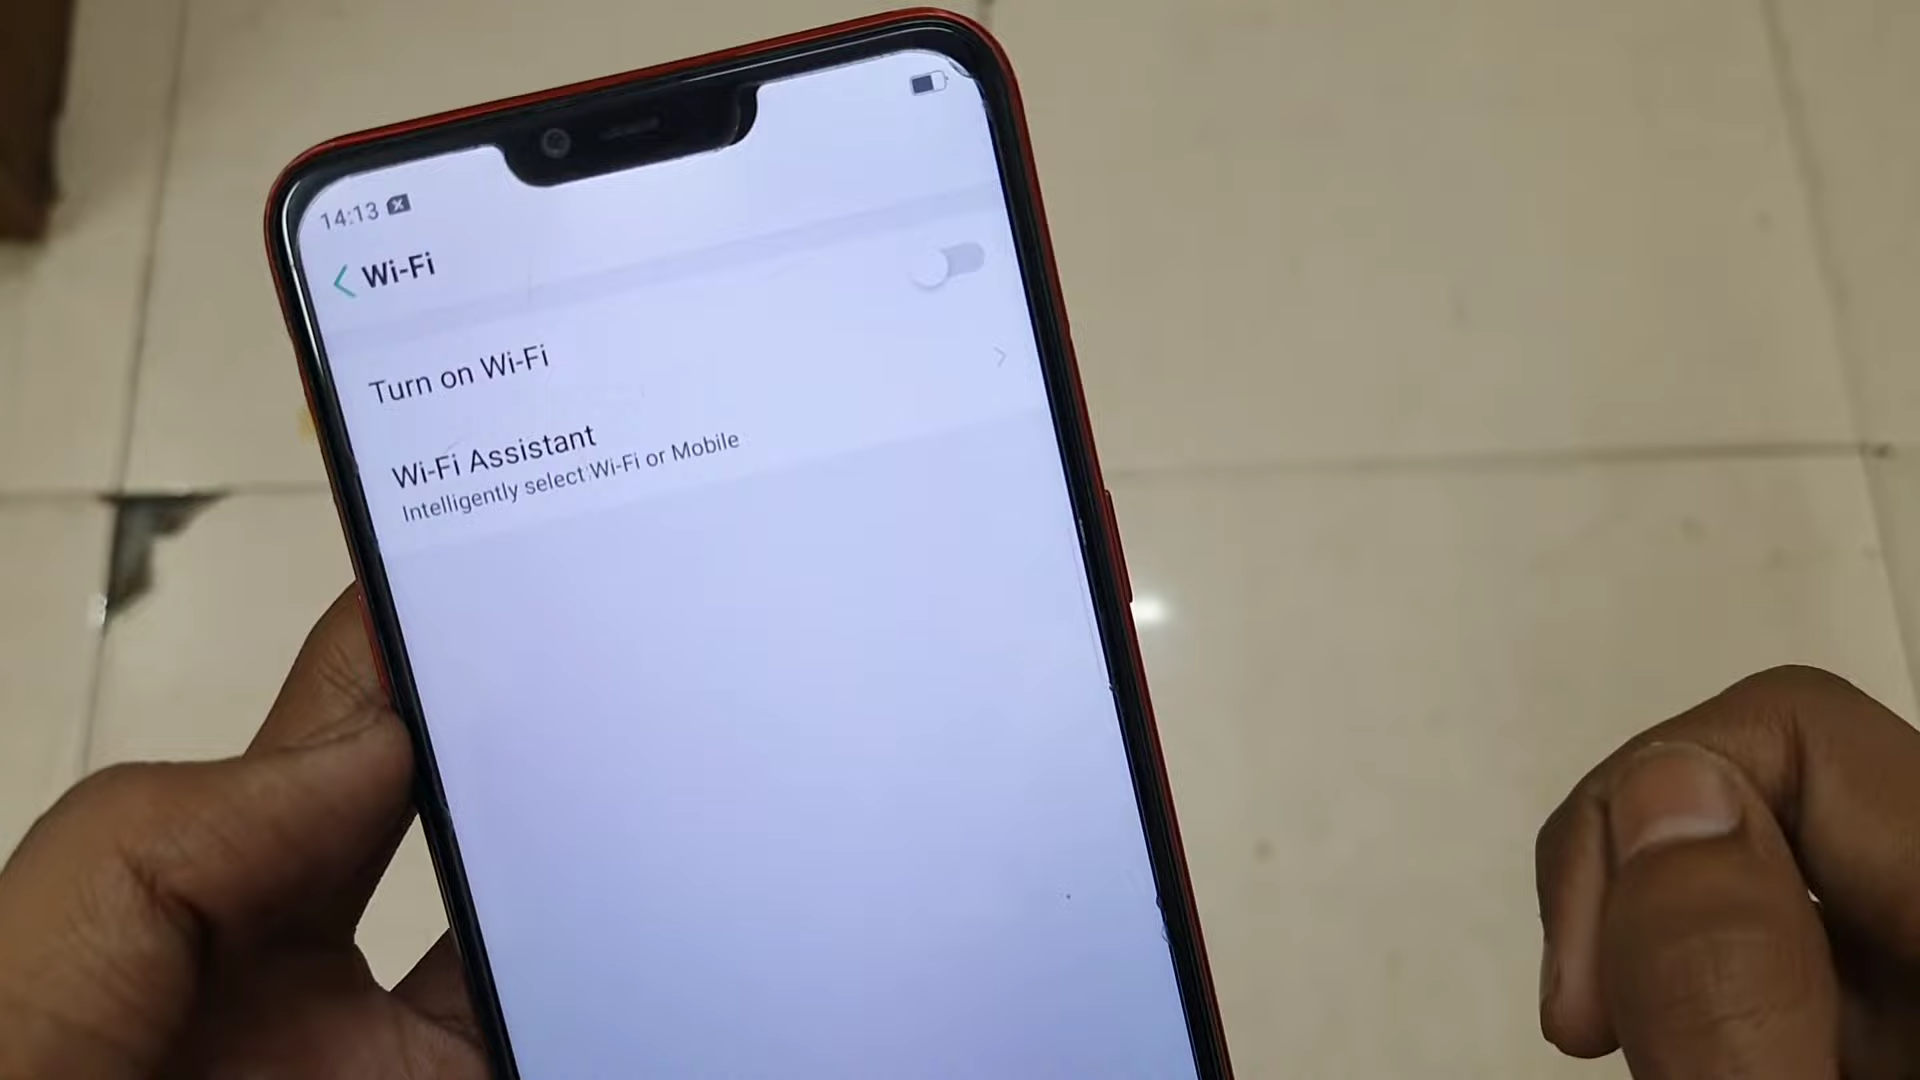 14:13
Wi-Fi
Turn on Wi-Fi
Wi-Fi Assistant
Intelligently select Wi-Fi or Mobile